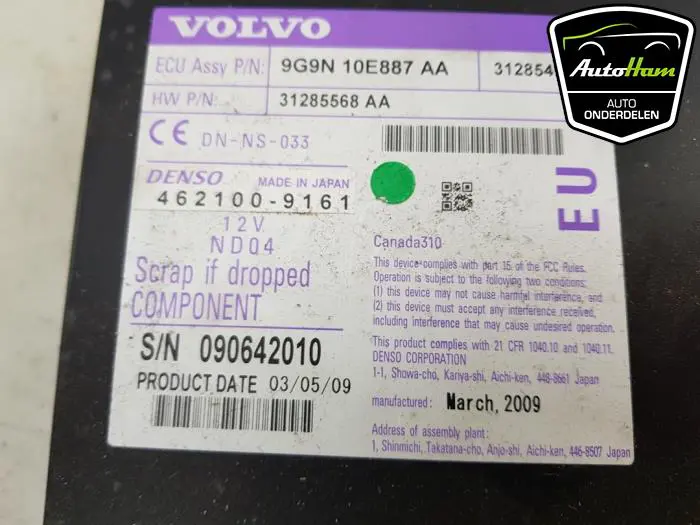 VOLVO
ECU Assy P/N: 9G9N 10E887 AA
HW P/N: 31285568 AA
AutoHam
AUTO
ONDERDELEN
CE DN-NS-033
DENSO MADE IN JAPAN
462100-9161
12V
ND04
Scrap if dropped
COMPONENT
S/N 090642010
PRODUCT DATE 03/05/09
EU
Canada310
This device complies with part 15 of the FCC Rules.
Operation is subject to the following two conditions:
(1) this device may not cause harmful interference, and
(2) this device must accept any interference received,
including interference that may cause undesired operation.
This product complies with 21 CFR 1040.10 and 1040.11.
DENSO CORPORATION
1-1, Showa-cho, Kariya-shi, Aichi-ken, 448-8661 Japan
manufactured: March, 2009
Address of assembly plant:
1, Shinmichi, Takatana-cho, Anjo-shi, Aichi-ken, 446-8507 Japan